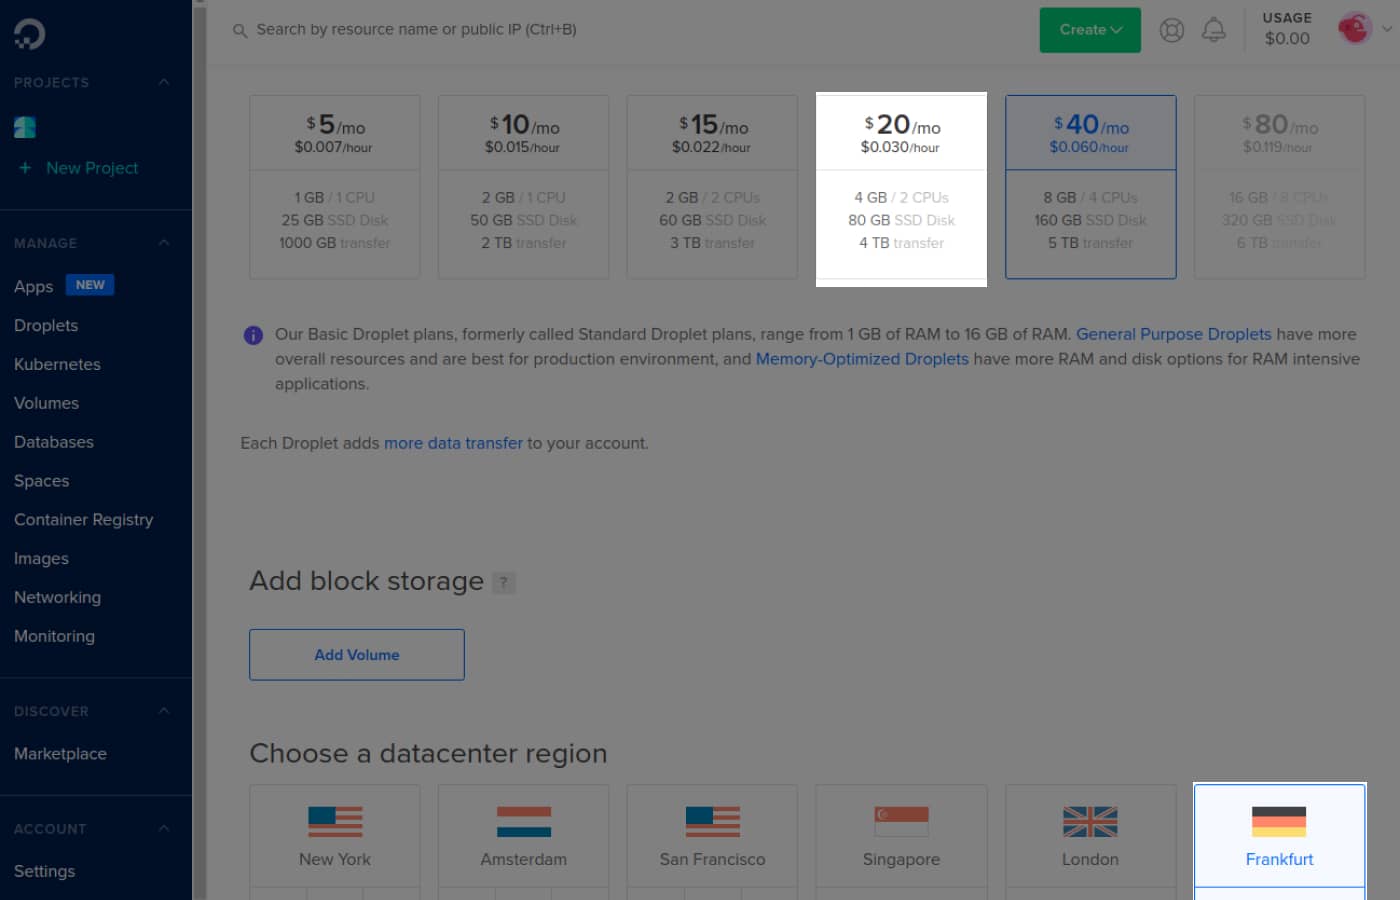 Search by resource name or public IP (Ctrl+B)
Create
USAGE
$0.00
PROJECTS
+ New Project
MANAGE
Apps NEW
Droplets
Kubernetes
Volumes
Databases
Spaces
Container Registry
Images
Networking
Monitoring
DISCOVER
Marketplace
ACCOUNT
Settings
$5/mo
$0.007/hour
1 GB / 1 CPU
25 GB SSD Disk
1000 GB transfer
$10/mo
$0.015/hour
2 GB / 1 CPU
50 GB SSD Disk
2 TB transfer
$15/mo
$0.022/hour
2 GB / 2 CPUs
60 GB SSD Disk
3 TB transfer
$20/mo
$0.030/hour
4 GB / 2 CPUs
80 GB SSD Disk
4 TB transfer
$40/mo
$0.060/hour
8 GB / 4 CPUs
160 GB SSD Disk
5 TB transfer
$80/mo
$0.119/hour
16 GB / 8 CPUs
320 GB SSD Disk
6 TB transfer
Our Basic Droplet plans, formerly called Standard Droplet plans, range from 1 GB of RAM to 16 GB of RAM. General Purpose Droplets have more
overall resources and are best for production environment, and Memory-Optimized Droplets have more RAM and disk options for RAM intensive
applications.
Each Droplet adds more data transfer to your account.
Add block storage ?
Add Volume
Choose a datacenter region
New York
Amsterdam
San Francisco
Singapore
London
Frankfurt